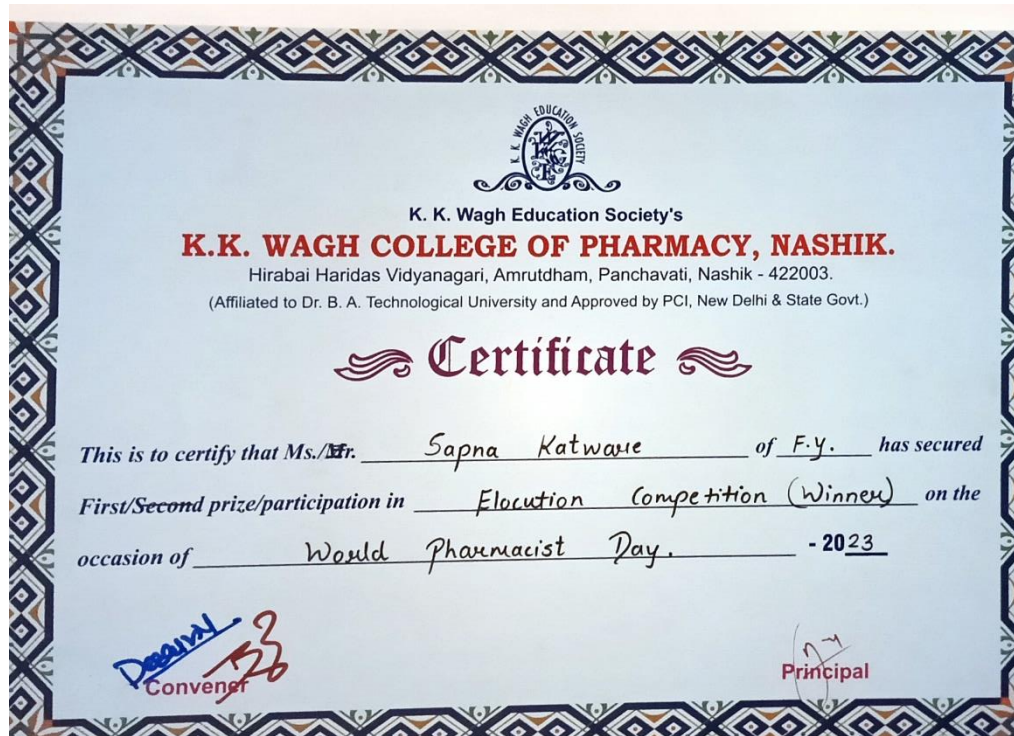 K. K. WAGH EDUCATION SOCIETY
K. K. Wagh Education Society's
K.K. WAGH COLLEGE OF PHARMACY, NASHIK.
Hirabai Haridas Vidyanagari, Amrutdham, Panchavati, Nashik - 422003.
(Affiliated to Dr. B. A. Technological University and Approved by PCI, New Delhi & State Govt.)
Certificate
This is to certify that Ms./Mr. Sapna Katware of F.Y. has secured
First/Second prize/participation in Elocution Competition (Winner) on the
occasion of World Pharmacist Day. - 2023
Convener Principal